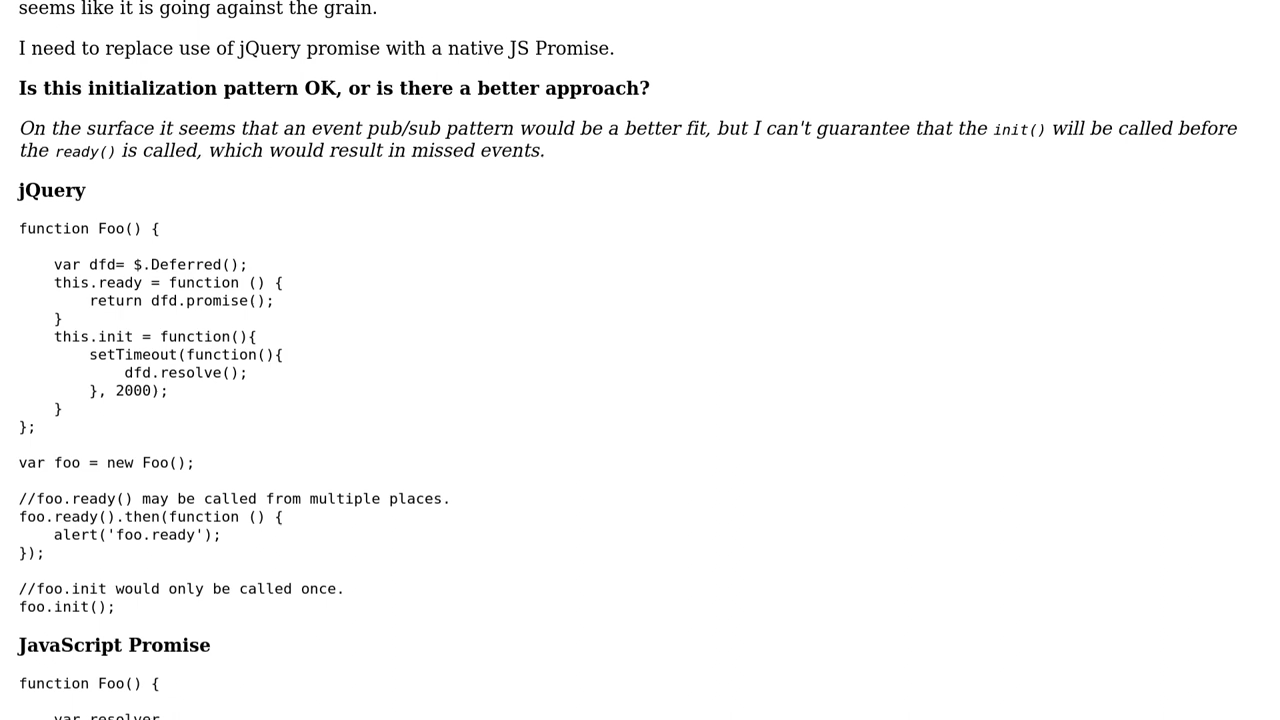 seems like it is going against the grain.
I need to replace use of jQuery promise with a native JS Promise.
Is this initialization pattern OK, or is there a better approach?
On the surface it seems that an event pub/sub pattern would be a better fit, but I can't guarantee that the init() will be called before
the ready() is called, which would result in missed events.
jQuery
function Foo() {
    var dfd= $.Deferred();
    this.ready = function () {
        return dfd.promise();
    }
    this.init = function(){
        setTimeout(function(){
            dfd.resolve();
        }, 2000);
    }
};
var foo = new Foo();
//foo.ready() may be called from multiple places.
foo.ready().then(function () {
    alert('foo.ready');
});
//foo.init would only be called once.
foo.init();
JavaScript Promise
function Foo() {
    var resolver